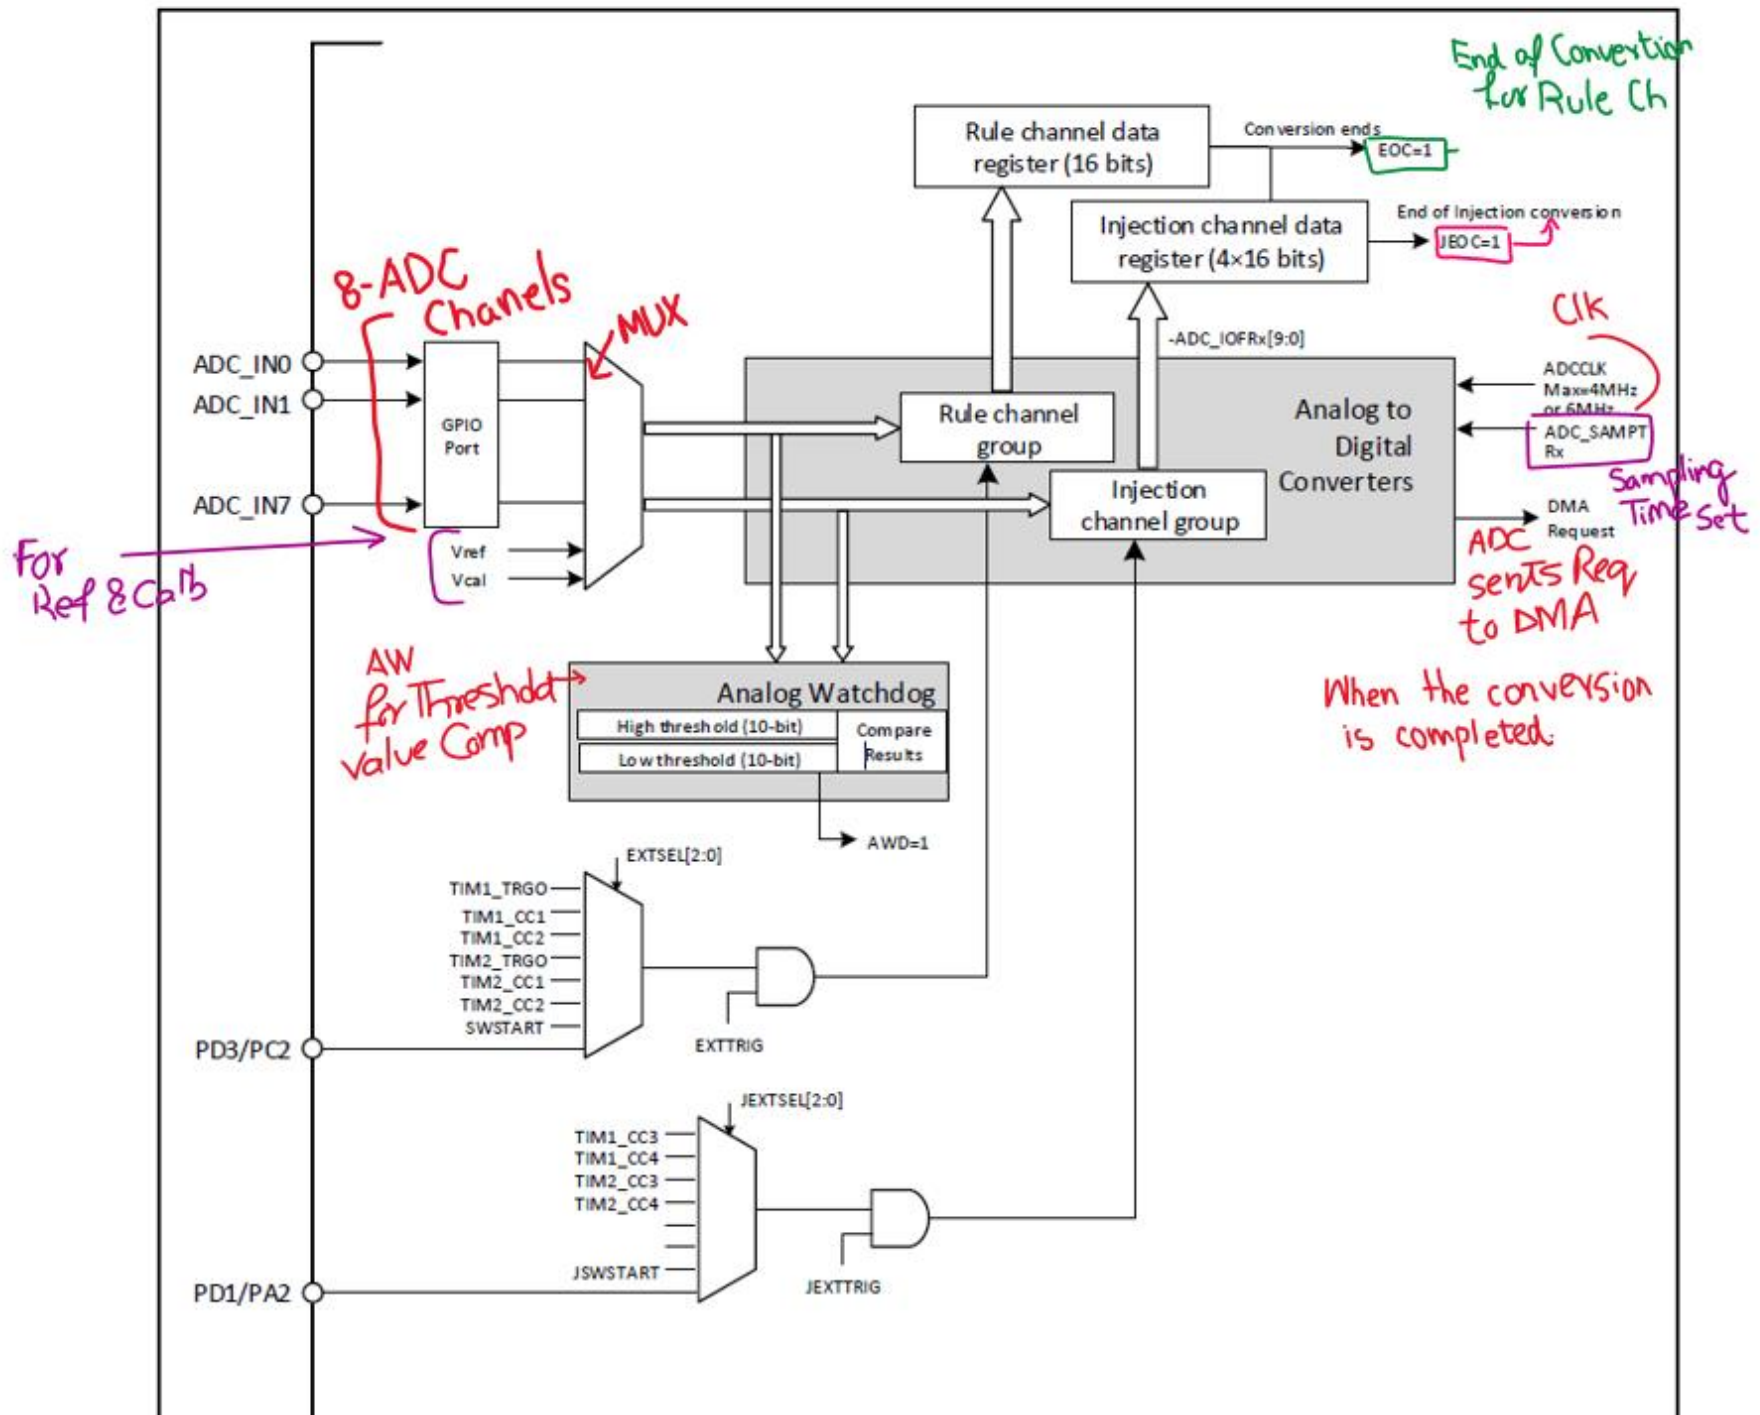 End of Convertion
for Rule Ch
Rule channel data
register (16 bits)
Conversion ends
EOC=1
Injection channel data
register (4×16 bits)
End of Injection conversion
JEOC=1
8-ADC
Chanels
MUX
Clk
-ADC_IOFRx[9:0]
ADC_IN0
ADC_IN1
ADC_IN7
GPIO
Port
Vref
Vcal
For
Ref & Calb
Rule channel
group
Injection
channel group
Analog to
Digital
Converters
ADCCLK
Max=4MHz
or 6MHz
ADC_SAMPT
Rx
Sampling
Time Set
DMA
Request
ADC
sents Req
to DMA
When the conversion
is completed.
AW
for Threshold
value Comp
Analog Watchdog
High threshold (10-bit)
Low threshold (10-bit)
Compare
Results
AWD=1
EXTSEL[2:0]
TIM1_TRGO
TIM1_CC1
TIM1_CC2
TIM2_TRGO
TIM2_CC1
TIM2_CC2
SWSTART
PD3/PC2
EXTTRIG
JEXTSEL[2:0]
TIM1_CC3
TIM1_CC4
TIM2_CC3
TIM2_CC4
JSWSTART
PD1/PA2
JEXTTRIG